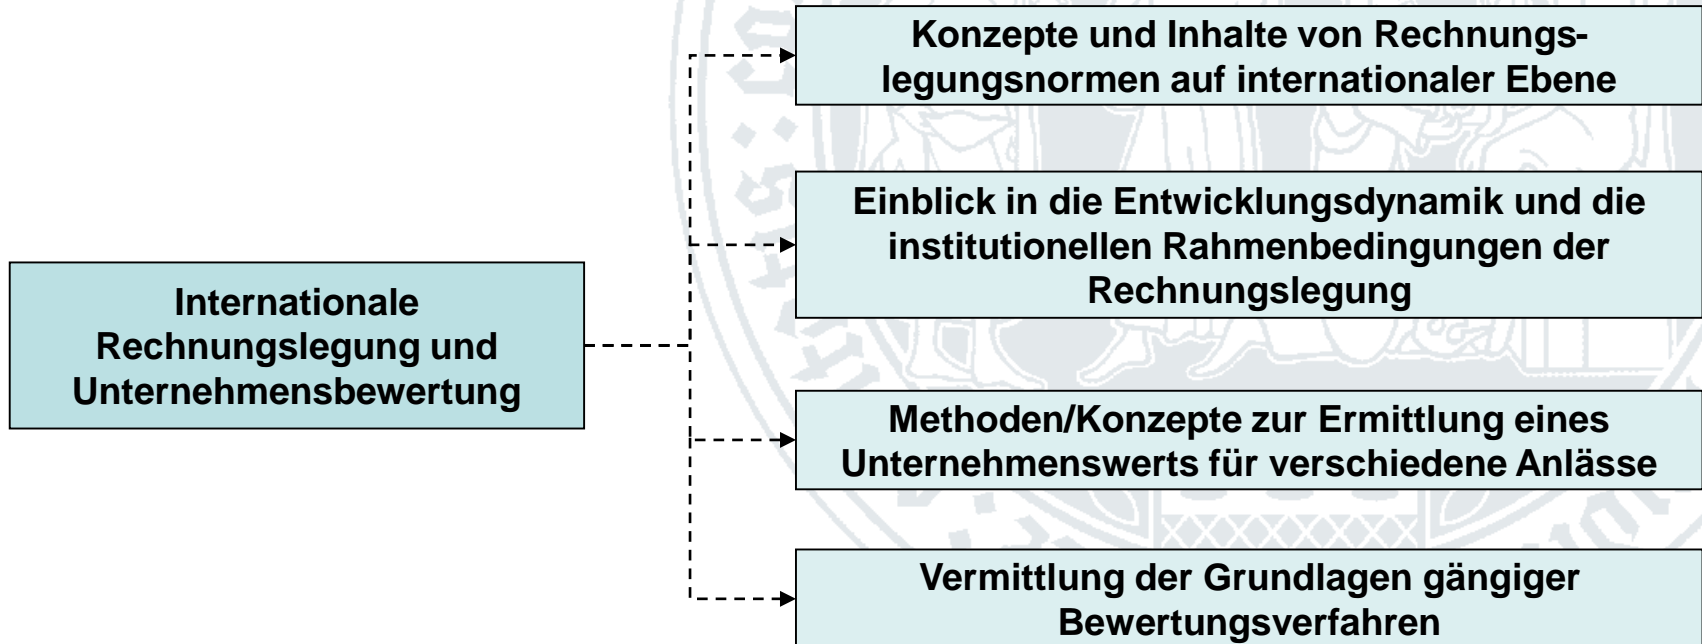 Konzepte und Inhalte von Rechnungs-
legungsnormen auf internationaler Ebene
Einblick in die Entwicklungsdynamik und die
institutionellen Rahmenbedingungen der
Rechnungslegung
Internationale
Rechnungslegung und
Unternehmensbewertung
Methoden/Konzepte zur Ermittlung eines
Unternehmenswerts für verschiedene Anlässe
Vermittlung der Grundlagen gängiger
Bewertungsverfahren